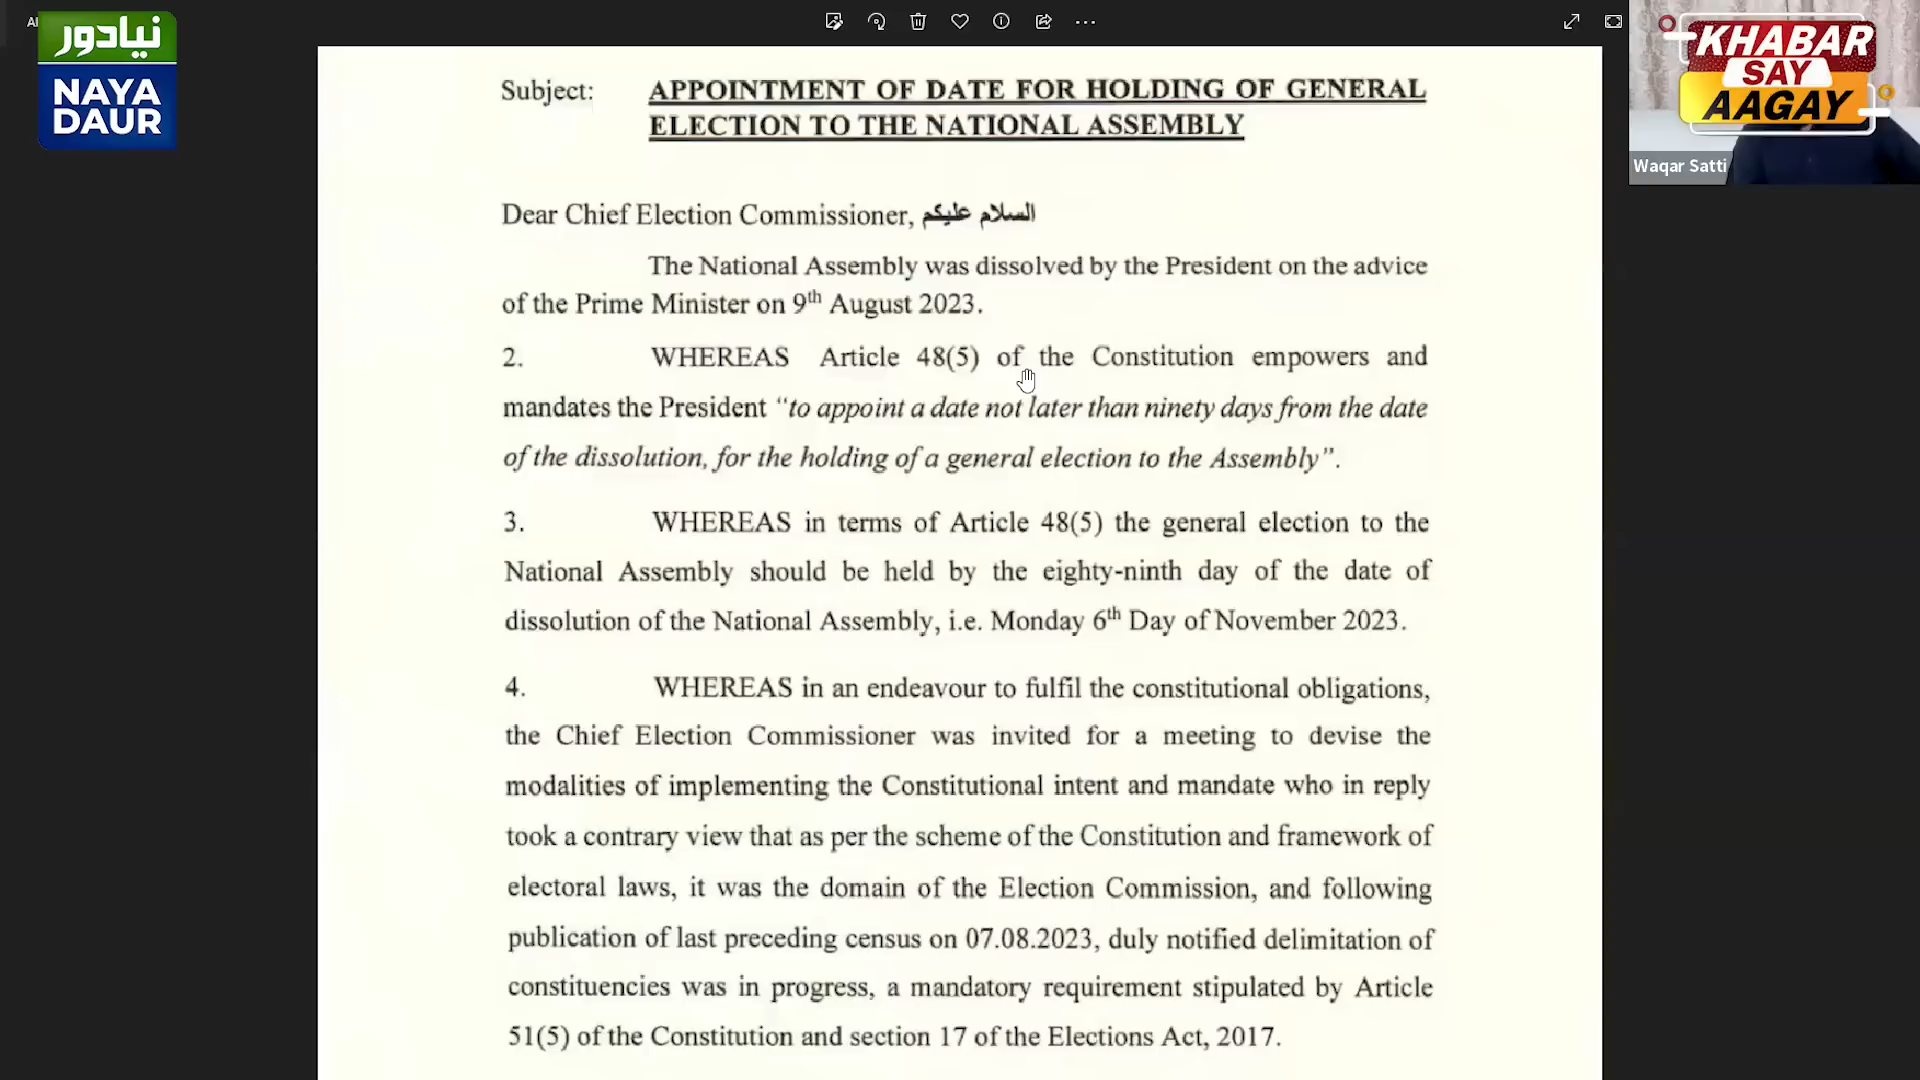 نیادور
NAYA
DAUR
KHABAR
SAY
AAGAY
Waqar Satti
Subject: APPOINTMENT OF DATE FOR HOLDING OF GENERAL
ELECTION TO THE NATIONAL ASSEMBLY
Dear Chief Election Commissioner, السلام علیکم
The National Assembly was dissolved by the President on the advice
of the Prime Minister on 9th August 2023.
2. WHEREAS Article 48(5) of the Constitution empowers and
mandates the President "to appoint a date not later than ninety days from the date
of the dissolution, for the holding of a general election to the Assembly".
3. WHEREAS in terms of Article 48(5) the general election to the
National Assembly should be held by the eighty-ninth day of the date of
dissolution of the National Assembly, i.e. Monday 6th Day of November 2023.
4. WHEREAS in an endeavour to fulfil the constitutional obligations,
the Chief Election Commissioner was invited for a meeting to devise the
modalities of implementing the Constitutional intent and mandate who in reply
took a contrary view that as per the scheme of the Constitution and framework of
electoral laws, it was the domain of the Election Commission, and following
publication of last preceding census on 07.08.2023, duly notified delimitation of
constituencies was in progress, a mandatory requirement stipulated by Article
51(5) of the Constitution and section 17 of the Elections Act, 2017.